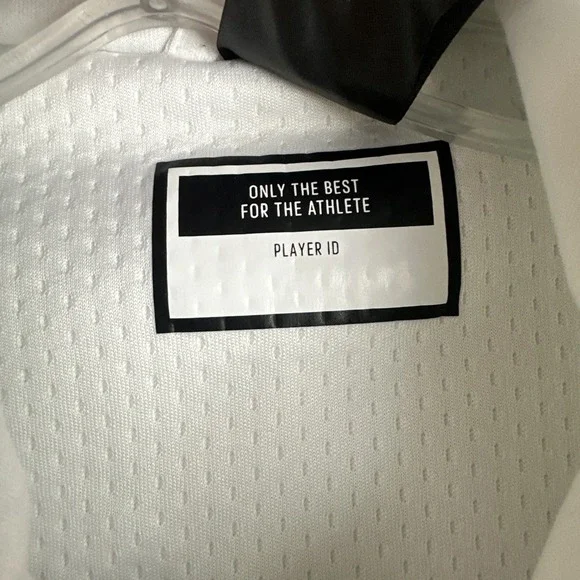 ONLY THE BEST
FOR THE ATHLETE
PLAYER ID